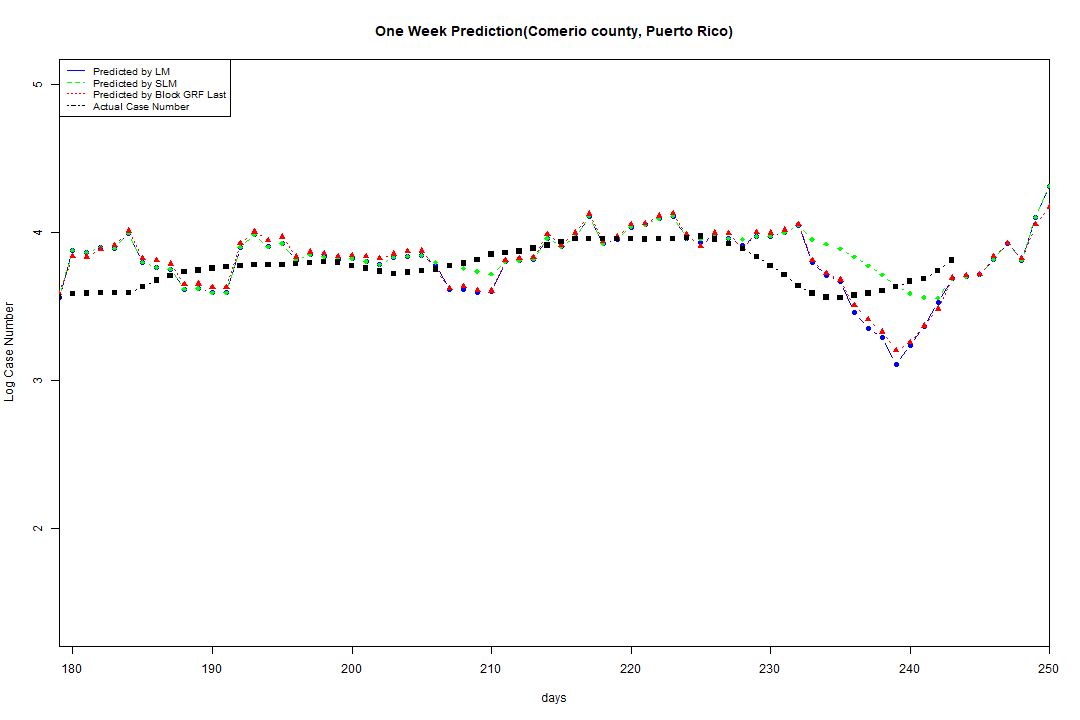 One Week Prediction(Comerio county, Puerto Rico)
Predicted by LM
Predicted by SLM
Predicted by Block GRF Last
Actual Case Number
5
4
3
2
Log Case Number
180 190 200 210 220 230 240 250
days